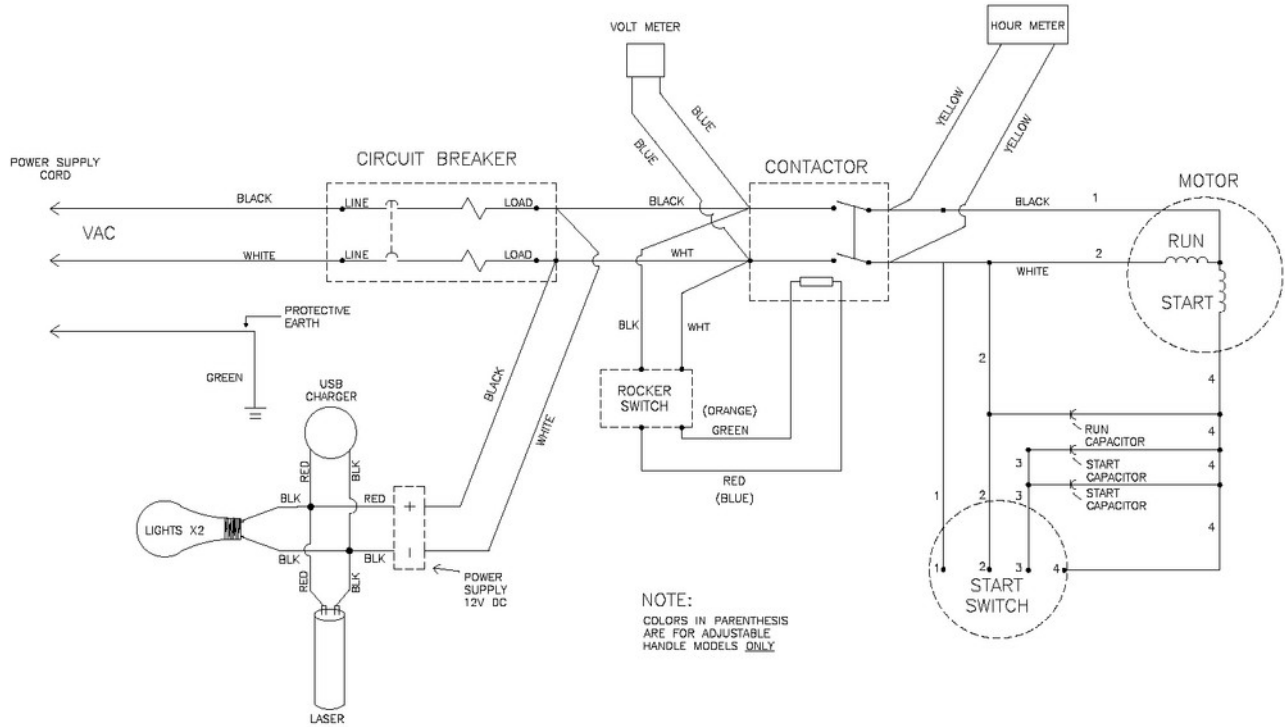 VOLT METER
HOUR METER
BLUE
BLUE
YELLOW
YELLOW
POWER SUPPLY
CORD
CIRCUIT BREAKER
CONTACTOR
MOTOR
BLACK
LINE
LOAD
BLACK
BLACK
1
VAC
RUN
WHITE
LINE
LOAD
WHT
WHITE
2
START
PROTECTIVE
EARTH
BLK
WHT
GREEN
USB
CHARGER
BLACK
WHITE
ROCKER
SWITCH
(ORANGE)
GREEN
2
4
RUN
CAPACITOR
4
START
CAPACITOR
3
4
START
CAPACITOR
RED
(BLUE)
RED
BLK
BLK
RED
+
LIGHTS X2
BLK
BLK
-
1
2
3
4
RED
BLK
POWER
SUPPLY
12V DC
1
2
3
4
START
SWITCH
NOTE:
COLORS IN PARENTHESIS
ARE FOR ADJUSTABLE
HANDLE MODELS ONLY
LASER